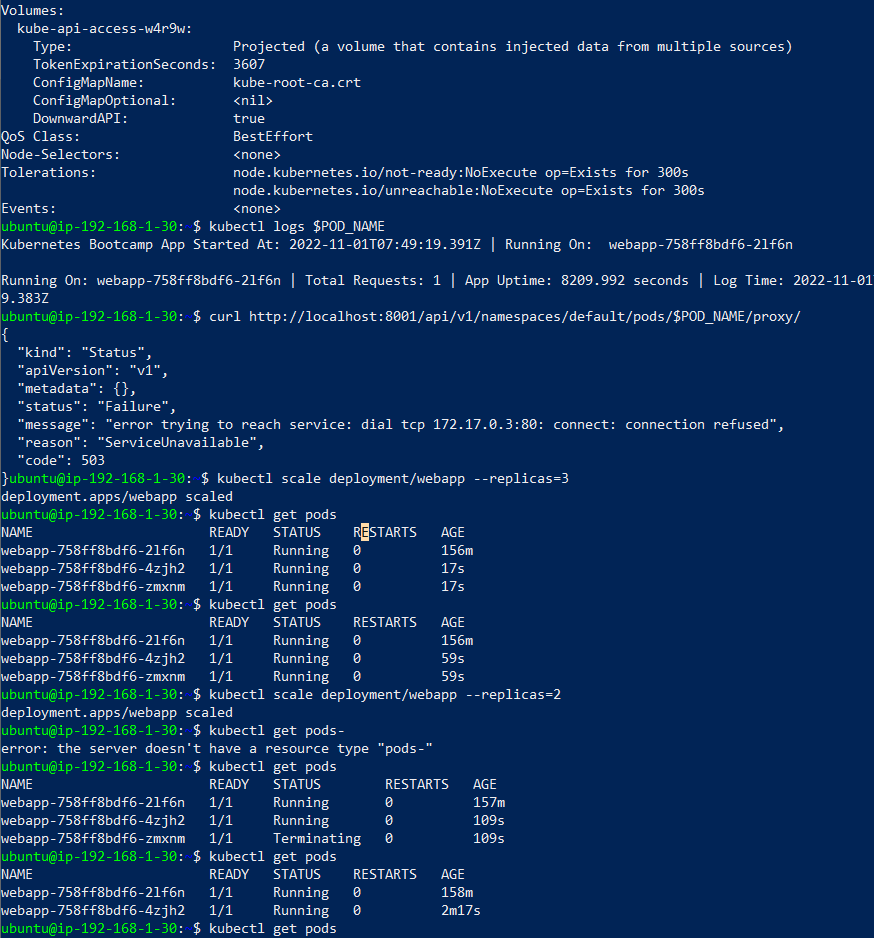 Volumes:
  kube-api-access-w4r9w:
    Type:                    Projected (a volume that contains injected data from multiple sources)
    TokenExpirationSeconds:  3607
    ConfigMapName:           kube-root-ca.crt
    ConfigMapOptional:       <nil>
    DownwardAPI:             true
QoS Class:                   BestEffort
Node-Selectors:              <none>
Tolerations:                 node.kubernetes.io/not-ready:NoExecute op=Exists for 300s
                             node.kubernetes.io/unreachable:NoExecute op=Exists for 300s
Events:                      <none>
ubuntu@ip-192-168-1-30: $ kubectl logs $POD_NAME
Kubernetes Bootcamp App Started At: 2022-11-01T07:49:19.391Z | Running On:  webapp-758ff8bdf6-2lf6n

Running On: webapp-758ff8bdf6-2lf6n | Total Requests: 1 | App Uptime: 8209.992 seconds | Log Time: 2022-11-01
9.383Z
ubuntu@ip-192-168-1-30: $ curl http://localhost:8001/api/v1/namespaces/default/pods/$POD_NAME/proxy/
{
  "kind": "Status",
  "apiVersion": "v1",
  "metadata": {},
  "status": "Failure",
  "message": "error trying to reach service: dial tcp 172.17.0.3:80: connect: connection refused",
  "reason": "ServiceUnavailable",
  "code": 503
}ubuntu@ip-192-168-1-30: $ kubectl scale deployment/webapp --replicas=3
deployment.apps/webapp scaled
ubuntu@ip-192-168-1-30: $ kubectl get pods
NAME                      READY   STATUS    RESTARTS   AGE
webapp-758ff8bdf6-2lf6n   1/1     Running   0          156m
webapp-758ff8bdf6-4zjh2   1/1     Running   0          17s
webapp-758ff8bdf6-zmxnm   1/1     Running   0          17s
ubuntu@ip-192-168-1-30: $ kubectl get pods
NAME                      READY   STATUS    RESTARTS   AGE
webapp-758ff8bdf6-2lf6n   1/1     Running   0          156m
webapp-758ff8bdf6-4zjh2   1/1     Running   0          59s
webapp-758ff8bdf6-zmxnm   1/1     Running   0          59s
ubuntu@ip-192-168-1-30: $ kubectl scale deployment/webapp --replicas=2
deployment.apps/webapp scaled
ubuntu@ip-192-168-1-30: $ kubectl get pods-
error: the server doesn't have a resource type "pods-"
ubuntu@ip-192-168-1-30: $ kubectl get pods
NAME                      READY   STATUS        RESTARTS   AGE
webapp-758ff8bdf6-2lf6n   1/1     Running       0          157m
webapp-758ff8bdf6-4zjh2   1/1     Running       0          109s
webapp-758ff8bdf6-zmxnm   1/1     Terminating   0          109s
ubuntu@ip-192-168-1-30: $ kubectl get pods
NAME                      READY   STATUS    RESTARTS   AGE
webapp-758ff8bdf6-2lf6n   1/1     Running   0          158m
webapp-758ff8bdf6-4zjh2   1/1     Running   0          2m17s
ubuntu@ip-192-168-1-30: $ kubectl get pods